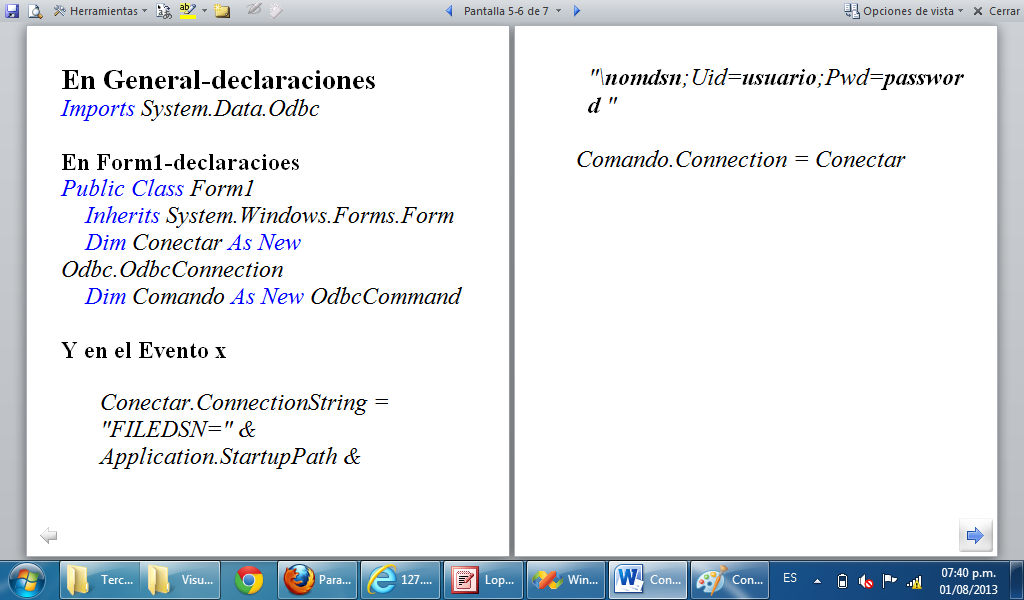 Herramientas
Pantalla 5-6 de 7
Opciones de vista
Cerrar
En General-declaraciones
Imports System.Data.Odbc
En Form1-declaracioes
Public Class Form1
Inherits System.Windows.Forms.Form
Dim Conectar As New
Odbc.OdbcConnection
Dim Comando As New OdbcCommand
Y en el Evento x
Conectar.ConnectionString =
"FILEDSN=" &
Application.StartupPath &
"\nomdsn;Uid=usuario;Pwd=passwor
d "
Comando.Connection = Conectar
Terc...
Visu...
Para...
127....
Lop...
Win...
Con...
Con...
ES
07:40 p.m.
01/08/2013